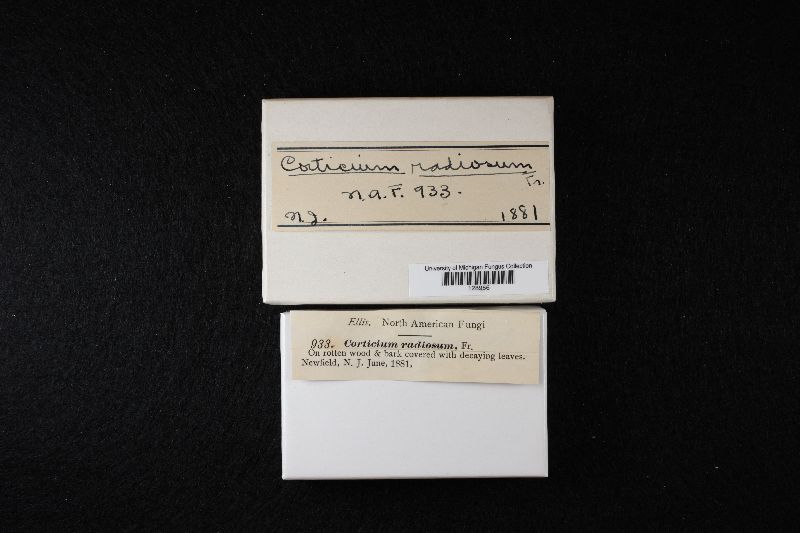 Corticium radiosum
Fr.
N.A.F. 933.
N.J. 1881
University of Michigan Fungus Collection
128956
Ellis, North American Fungi
933. Corticium radiosum, Fr.
On rotten wood & bark covered with decaying leaves.
Newfield, N. J. June, 1881,